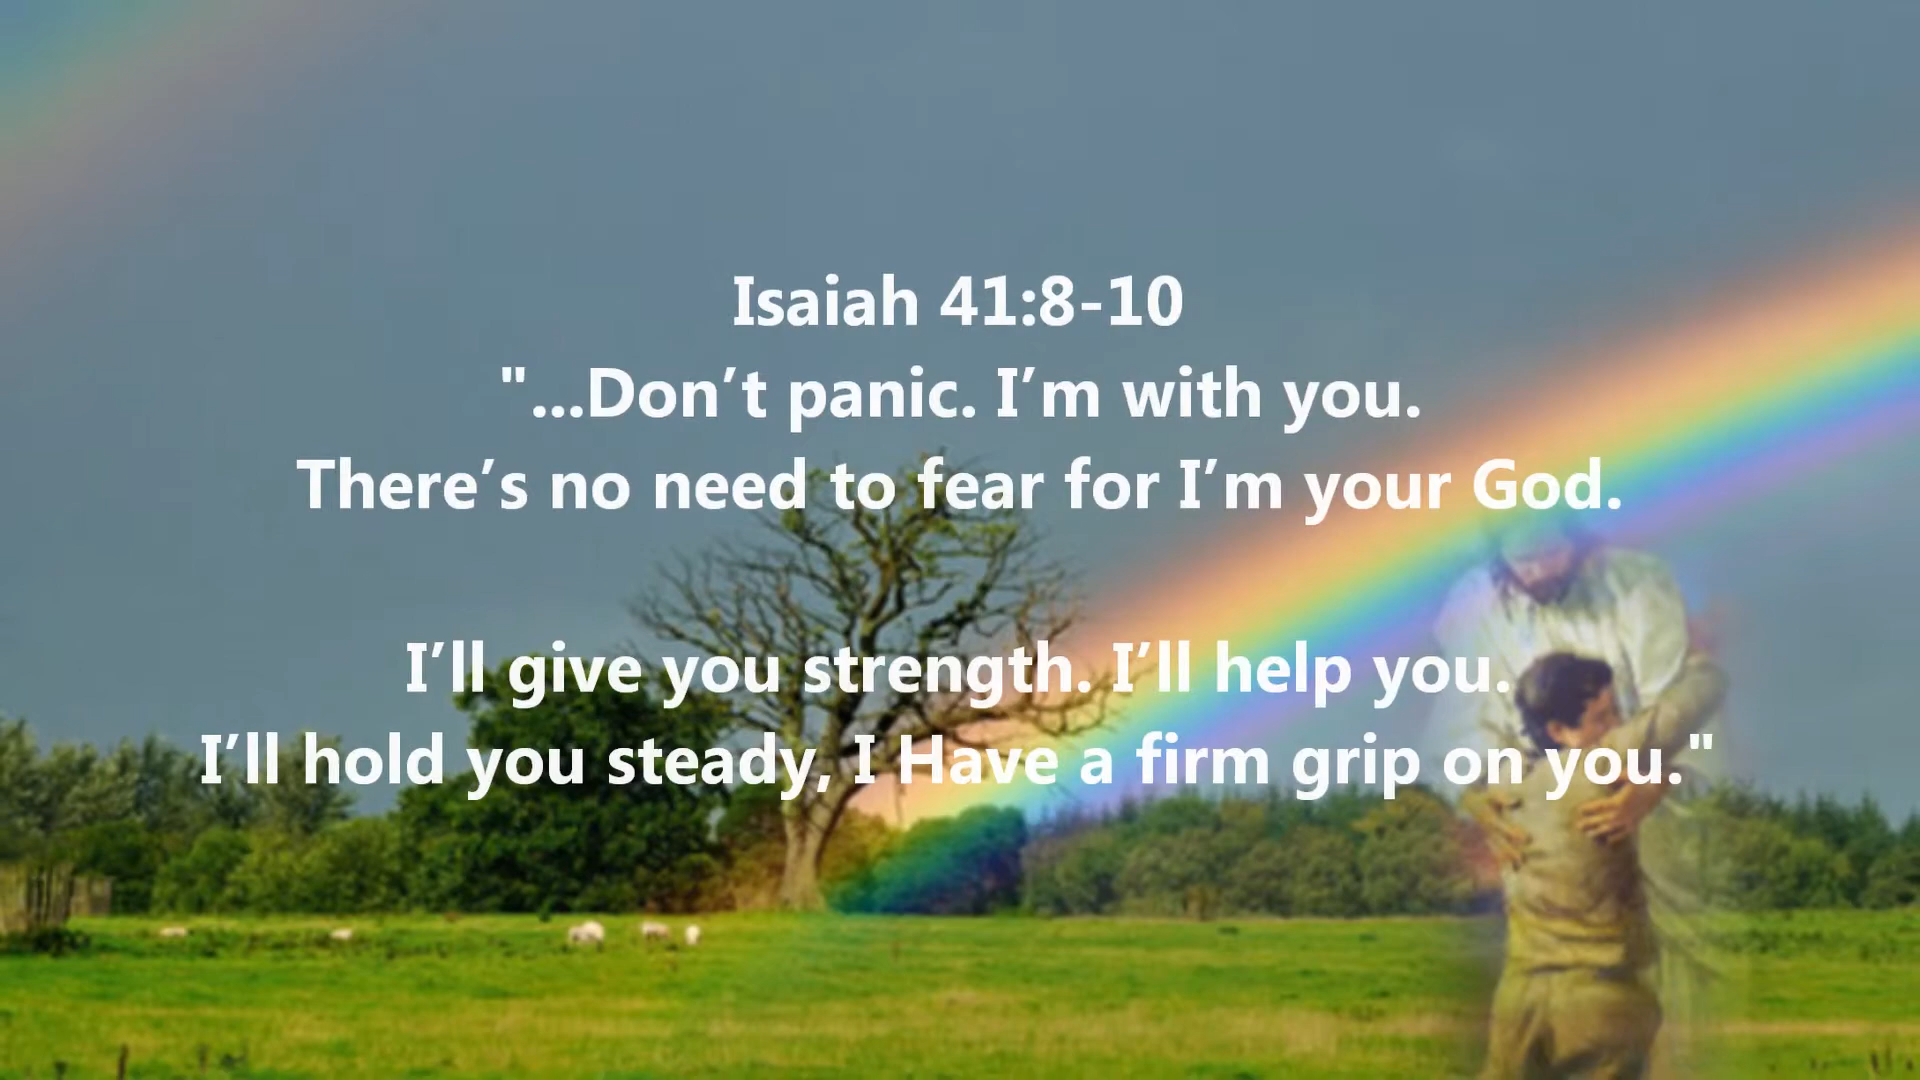 Isaiah 41:8-10
"...Don’t panic. I’m with you.
There’s no need to fear for I’m your God.
I’ll give you strength. I’ll help you.
I’ll hold you steady, I Have a firm grip on you."